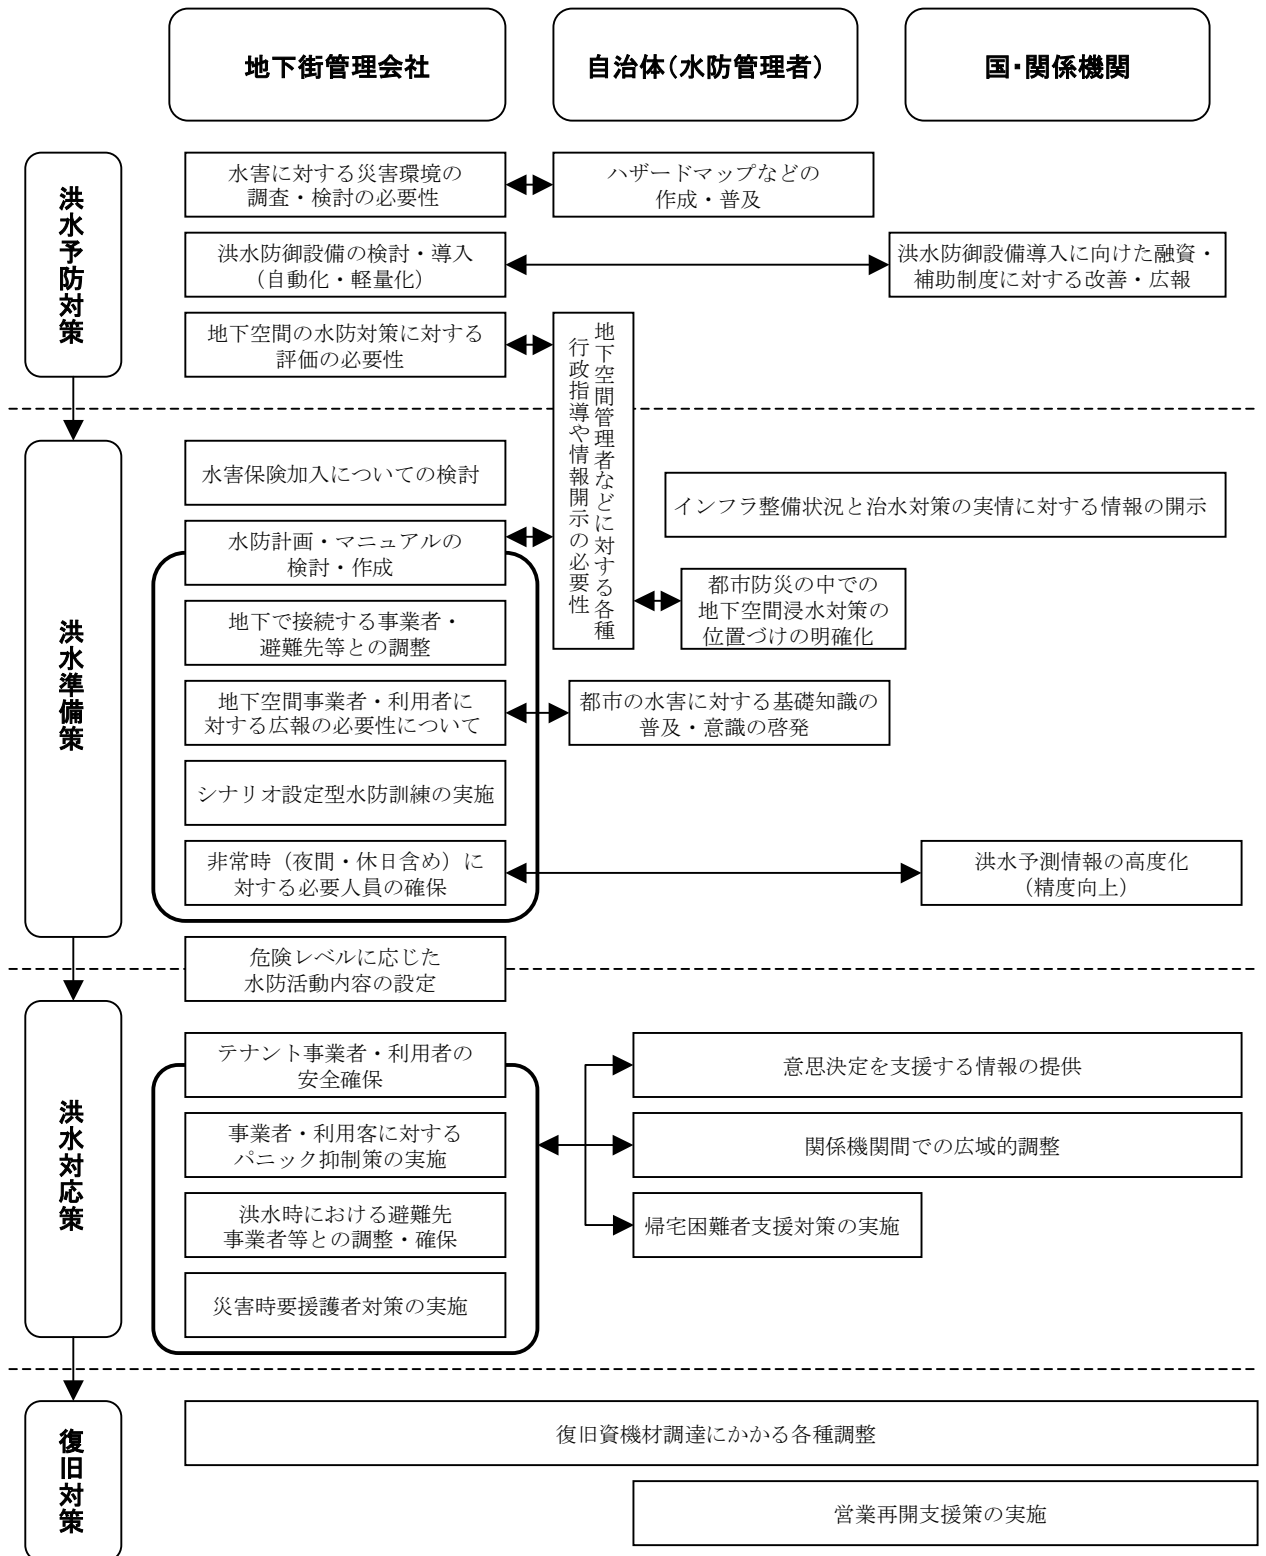 地下街管理会社
自治体（水防管理者）
国・関係機関
洪水予防対策
水害に対する災害環境の
調査・検討の必要性
ハザードマップなどの
作成・普及
洪水防御設備の検討・導入
（自動化・軽量化）
洪水防御設備導入に向けた融資・
補助制度に対する改善・広報
地下空間の水防対策に対する
評価の必要性
地下空間管理者などに対する各種
行政指導や情報開示の必要性
洪水準備策
水害保険加入についての検討
インフラ整備状況と治水対策の実情に対する情報の開示
水防計画・マニュアルの
検討・作成
都市防災の中での
地下空間浸水対策の
位置づけの明確化
地下で接続する事業者・
避難先等との調整
地下空間事業者・利用者に
対する広報の必要性について
都市の水害に対する基礎知識の
普及・意識の啓発
シナリオ設定型水防訓練の実施
非常時（夜間・休日含め）に
対する必要人員の確保
洪水予測情報の高度化
（精度向上）
危険レベルに応じた
水防活動内容の設定
洪水対応策
テナント事業者・利用者の
安全確保
意思決定を支援する情報の提供
事業者・利用客に対する
パニック抑制策の実施
関係機関間での広域的調整
洪水時における避難先
事業者等との調整・確保
帰宅困難者支援対策の実施
災害時要援護者対策の実施
復旧対策
復旧資機材調達にかかる各種調整
営業再開支援策の実施